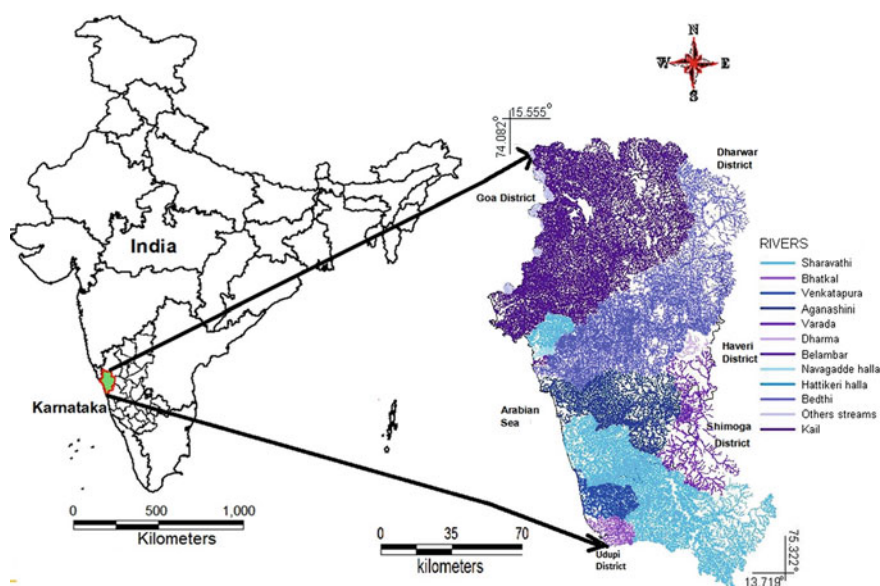 N
W E
S
15.555°
74.082°
Dharwar
District
Goa District
India
RIVERS
Sharavathi
Bhatkal
Venkatapura
Aganashini
Varada
Dharma
Belambar
Navagadde halla
Hattikeri halla
Bedthi
Others streams
Kail
Haveri
District
Karnataka
Arabian
Sea
Shimoga
District
0 500 1,000
Kilometers
0 35 70
kilometers
Udupi
District
75.322°
13.719°